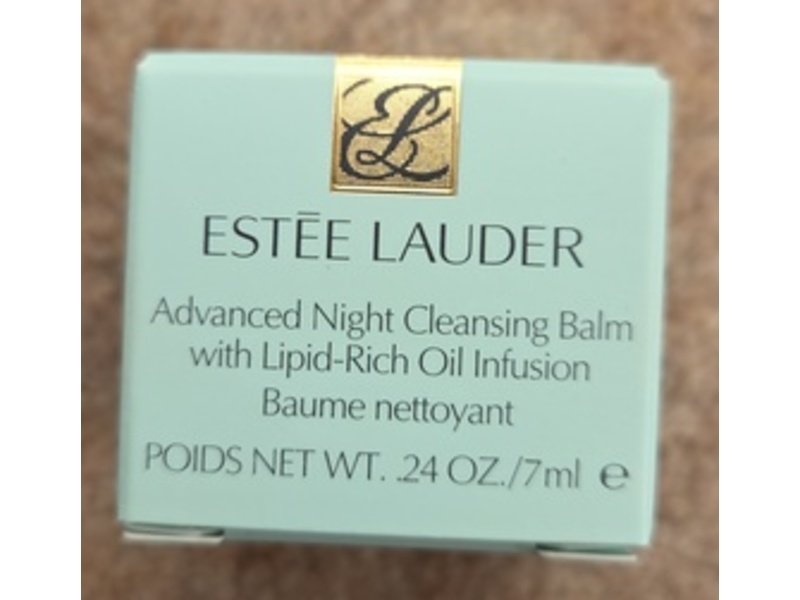 EL
ESTĒE LAUDER
Advanced Night Cleansing Balm
with Lipid-Rich Oil Infusion
Baume nettoyant
POIDS NET WT. .24 OZ./7ml ℮